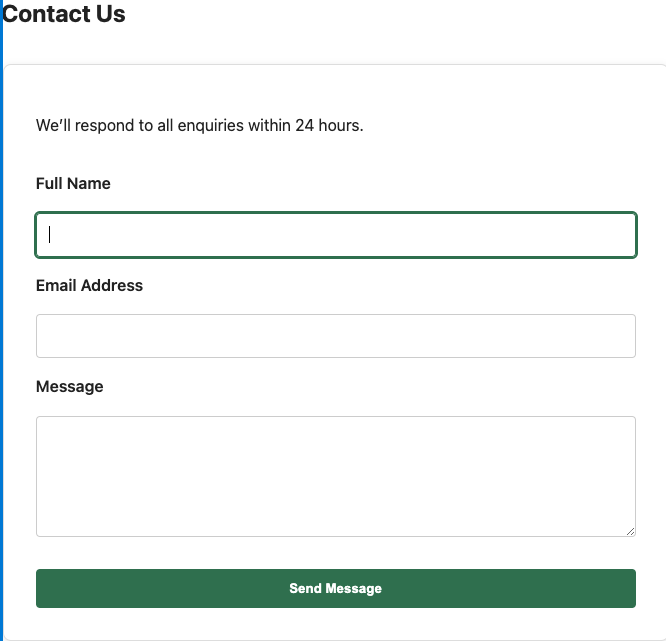 Contact Us
We’ll respond to all enquiries within 24 hours.
Full Name
Email Address
Message
Send Message